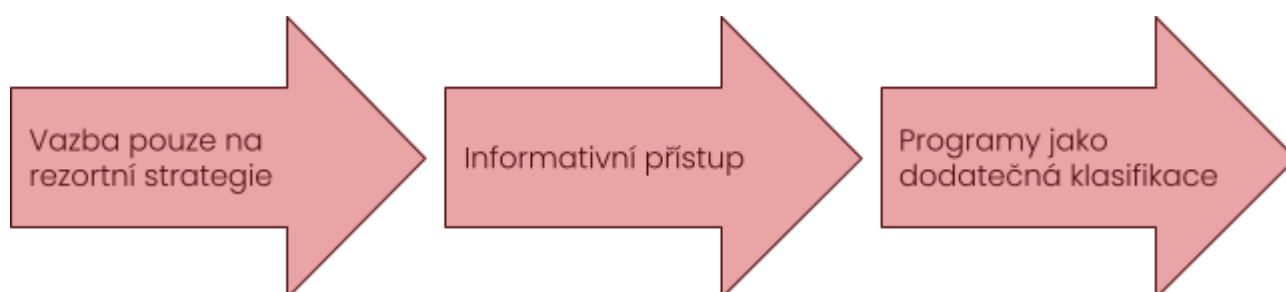 Vazba pouze na
rezortní strategie
Informativní přístup
Programy jako
dodatečná klasifikace